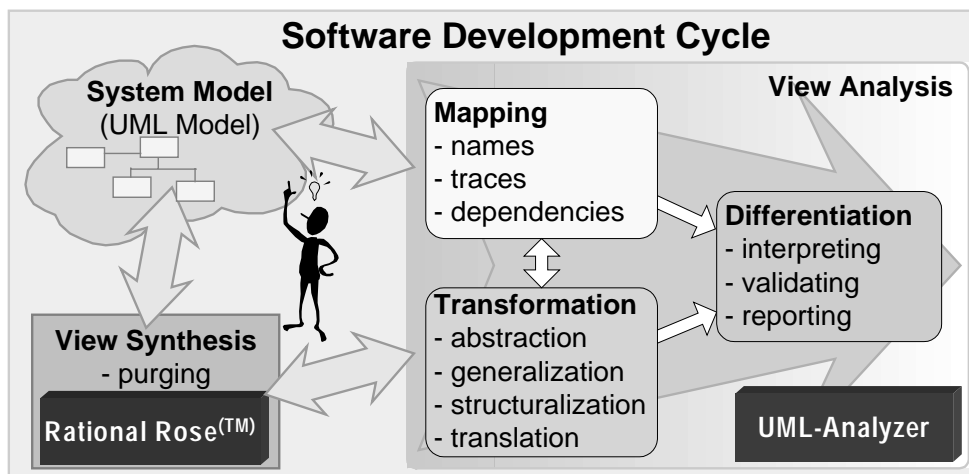 Software Development Cycle
System Model
(UML Model)
View Analysis
Mapping
- names
- traces
- dependencies
Differentiation
- interpreting
- validating
- reporting
Transformation
- abstraction
- generalization
- structuralization
- translation
View Synthesis
- purging
Rational Rose(TM)
UML-Analyzer